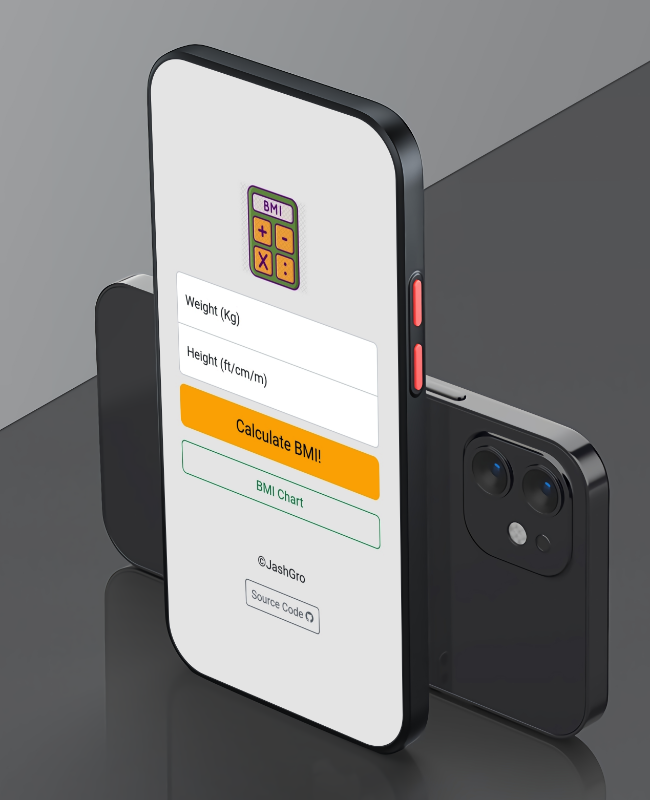 BMI
+ -
X :
Weight (Kg)
Height (ft/cm/m)
Calculate BMI!
BMI Chart
©JashGro
Source Code